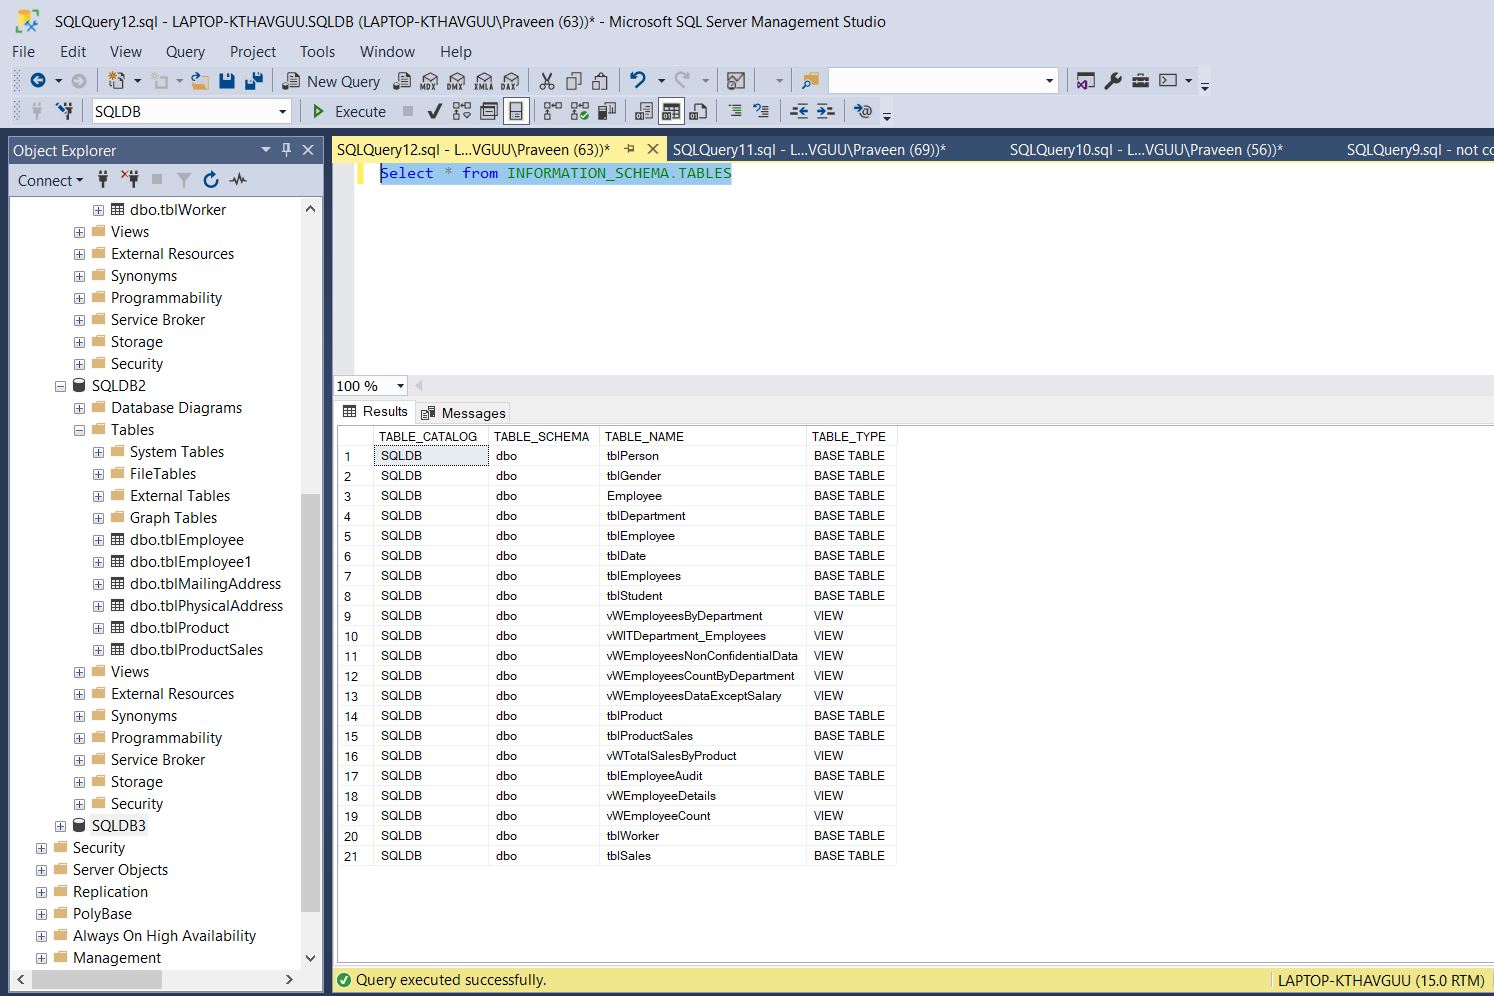 SQLQuery12.sql - LAPTOP-KTHAVGUU.SQLDB (LAPTOP-KTHAVGUU\Praveen (63))* - Microsoft SQL Server Management Studio
File Edit View Query Project Tools Window Help
New Query MDX DMX XMLA DAX
SQLDB Execute
Object Explorer
Connect
dbo.tblWorker
Views
External Resources
Synonyms
Programmability
Service Broker
Storage
Security
SQLDB2
Database Diagrams
Tables
System Tables
FileTables
External Tables
Graph Tables
dbo.tblEmployee
dbo.tblEmployee1
dbo.tblMailingAddress
dbo.tblPhysicalAddress
dbo.tblProduct
dbo.tblProductSales
Views
External Resources
Synonyms
Programmability
Service Broker
Storage
Security
SQLDB3
Security
Server Objects
Replication
PolyBase
Always On High Availability
Management
SQLQuery12.sql - L...VGUU\Praveen (63))* SQLQuery11.sql - L...VGUU\Praveen (69))* SQLQuery10.sql - L...VGUU\Praveen (56))* SQLQuery9.sql - not co
Select * from INFORMATION_SCHEMA.TABLES
100 %
Results Messages
TABLE_CATALOG TABLE_SCHEMA TABLE_NAME TABLE_TYPE
1 SQLDB dbo tblPerson BASE TABLE
2 SQLDB dbo tblGender BASE TABLE
3 SQLDB dbo Employee BASE TABLE
4 SQLDB dbo tblDepartment BASE TABLE
5 SQLDB dbo tblEmployee BASE TABLE
6 SQLDB dbo tblDate BASE TABLE
7 SQLDB dbo tblEmployees BASE TABLE
8 SQLDB dbo tblStudent BASE TABLE
9 SQLDB dbo vWEmployeesByDepartment VIEW
10 SQLDB dbo vWITDepartment_Employees VIEW
11 SQLDB dbo vWEmployeesNonConfidentialData VIEW
12 SQLDB dbo vWEmployeesCountByDepartment VIEW
13 SQLDB dbo vWEmployeesDataExceptSalary VIEW
14 SQLDB dbo tblProduct BASE TABLE
15 SQLDB dbo tblProductSales BASE TABLE
16 SQLDB dbo vWTotalSalesByProduct VIEW
17 SQLDB dbo tblEmployeeAudit BASE TABLE
18 SQLDB dbo vWEmployeeDetails VIEW
19 SQLDB dbo vWEmployeeCount VIEW
20 SQLDB dbo tblWorker BASE TABLE
21 SQLDB dbo tblSales BASE TABLE
Query executed successfully. LAPTOP-KTHAVGUU (15.0 RTM)